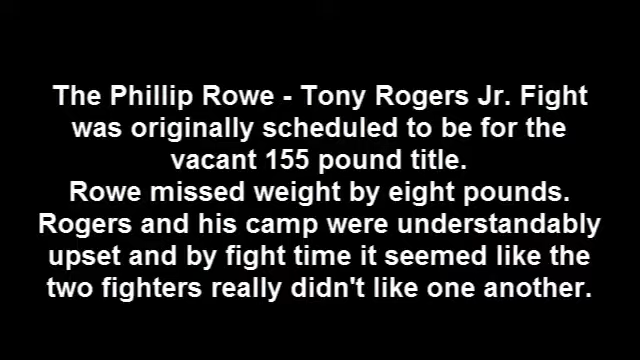 The Phillip Rowe - Tony Rogers Jr. Fight
was originally scheduled to be for the
vacant 155 pound title.
Rowe missed weight by eight pounds.
Rogers and his camp were understandably
upset and by fight time it seemed like the
two fighters really didn't like one another.